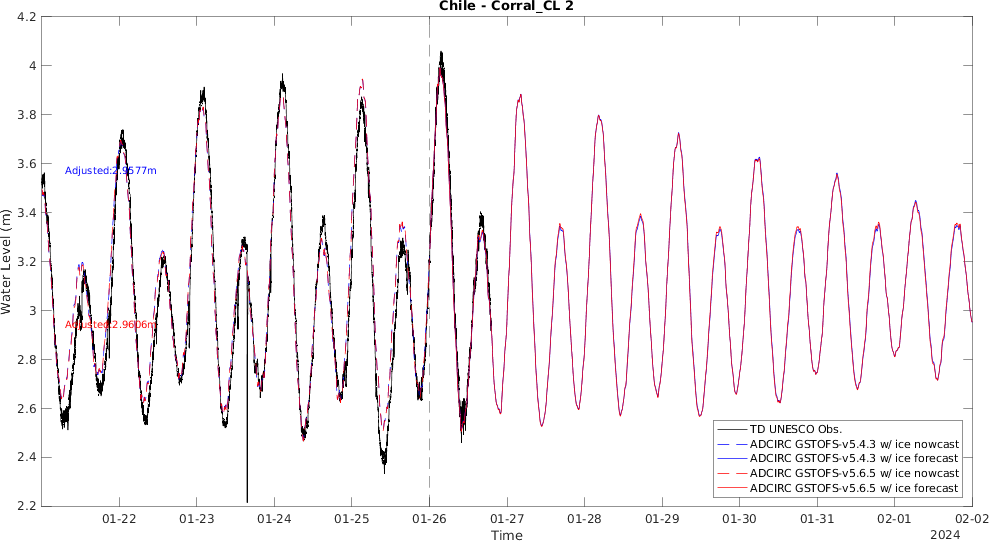 Chile - Corral_CL 2
4.2
4
3.8
3.6
3.4
3.2
3
2.8
2.6
2.4
2.2
Water Level (m)
Adjusted:2.9577m
Adjusted:2.9606m
TD UNESCO Obs.
ADCIRC GSTOFS-v5.4.3 w/ ice nowcast
ADCIRC GSTOFS-v5.4.3 w/ ice forecast
ADCIRC GSTOFS-v5.6.5 w/ ice nowcast
ADCIRC GSTOFS-v5.6.5 w/ ice forecast
01-22 01-23 01-24 01-25 01-26 01-27 01-28 01-29 01-30 01-31 02-01 02-02
Time
2024